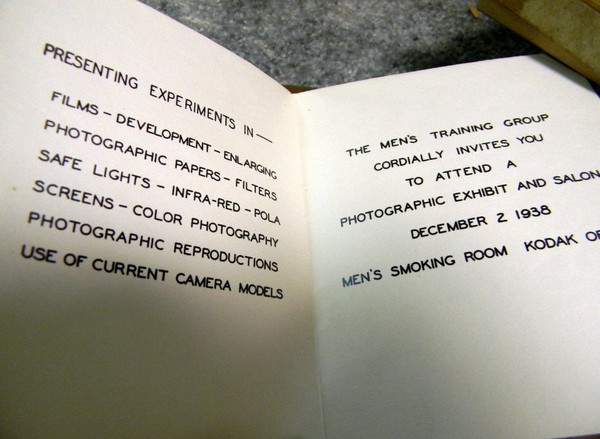 PRESENTING EXPERIMENTS IN —
FILMS – DEVELOPMENT – ENLARGING
PHOTOGRAPHIC PAPERS – FILTERS
SAFE LIGHTS – INFRA-RED – POLA
SCREENS – COLOR PHOTOGRAPHY
PHOTOGRAPHIC REPRODUCTIONS
USE OF CURRENT CAMERA MODELS
THE MEN'S TRAINING GROUP
CORDIALLY INVITES YOU
TO ATTEND A
PHOTOGRAPHIC EXHIBIT AND SALON
DECEMBER 2 1938
MEN'S SMOKING ROOM KODAK